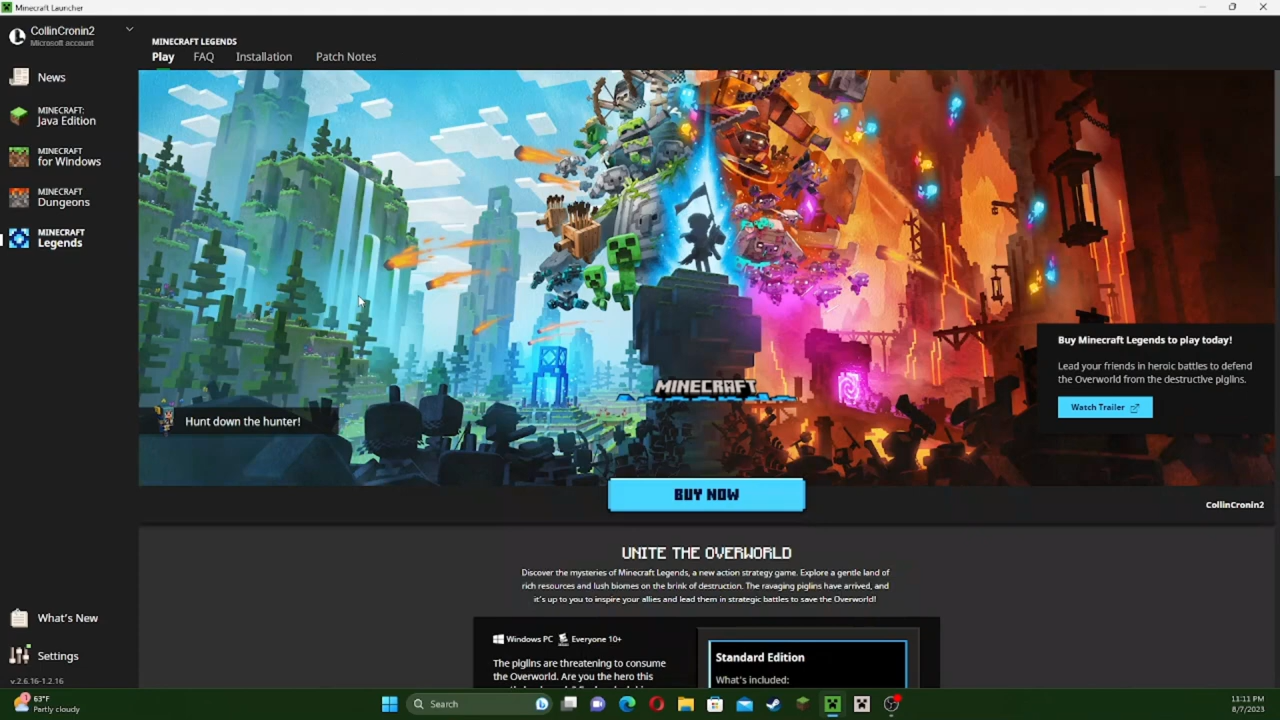 Minecraft Launcher
CollinCronin2
Microsoft account
MINECRAFT LEGENDS
Play FAQ Installation Patch Notes
News
MINECRAFT:
Java Edition
MINECRAFT
for Windows
MINECRAFT
Dungeons
MINECRAFT
Legends
MINECRAFT
Buy Minecraft Legends to play today!
Lead your friends in heroic battles to defend
the Overworld from the destructive piglins.
Watch Trailer
Hunt down the hunter!
BUY NOW
CollinCronin2
UNITE THE OVERWORLD
Discover the mysteries of Minecraft Legends, a new action strategy game. Explore a gentle land of
rich resources and lush biomes on the brink of destruction. The ravaging piglins have arrived, and
it's up to you to inspire your allies and lead them in strategic battles to save the Overworld!
Windows PC Everyone 10+
The piglins are threatening to consume
the Overworld. Are you the hero this
Standard Edition
What's included:
What's New
Settings
v.2.6.16-1.2.16
63°F
Partly cloudy
Search
11:11 PM
8/7/2023